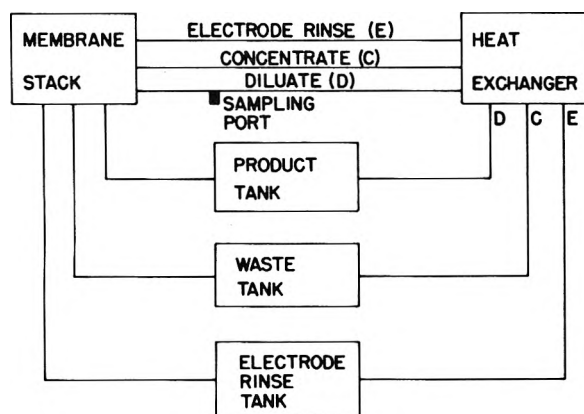 MEMBRANE
STACK
ELECTRODE RINSE (E)
CONCENTRATE (C)
DILUATE (D)
SAMPLING
PORT
HEAT
EXCHANGER
D C E
PRODUCT
TANK
WASTE
TANK
ELECTRODE
RINSE
TANK